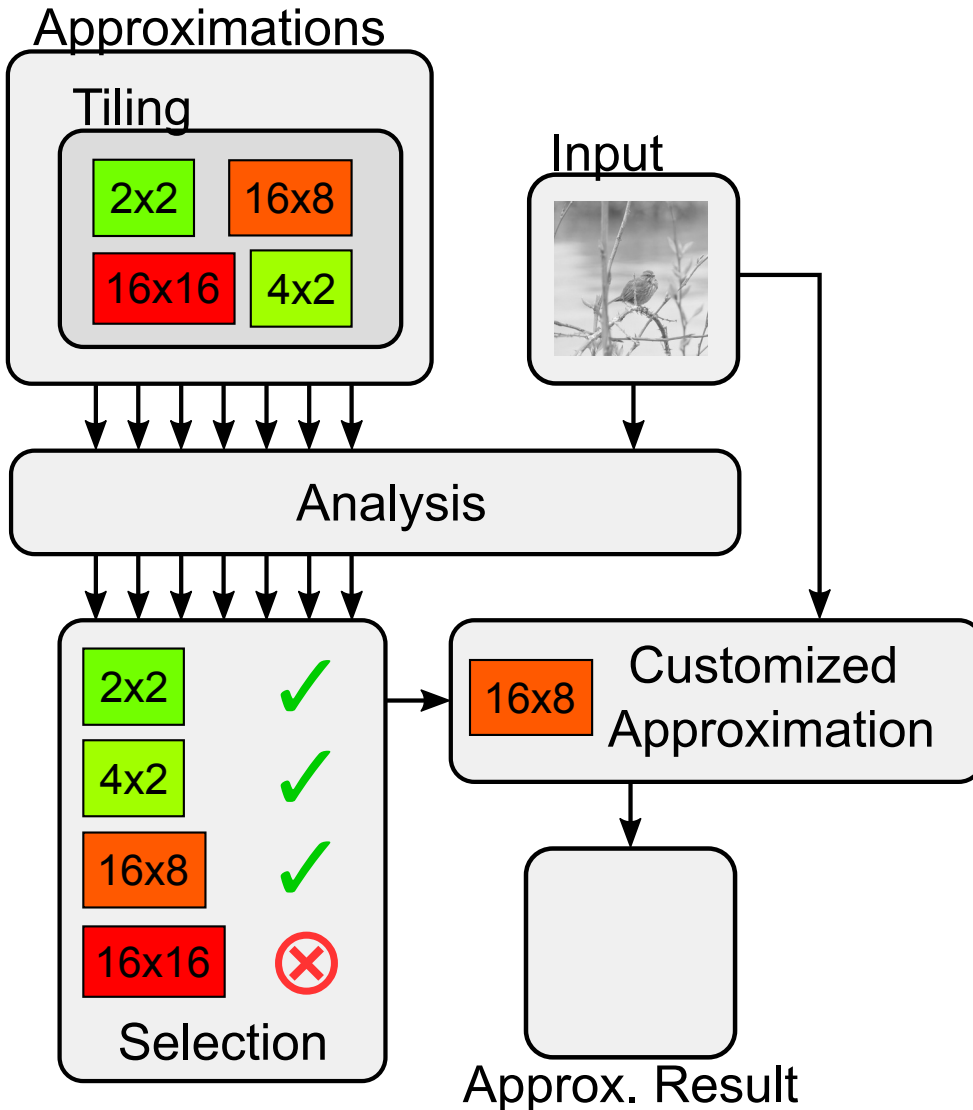 Approximations
Tiling
2x2
16x8
16x16
4x2
Input
Analysis
2x2
4x2
16x8
16x16
Selection
16x8
Customized
Approximation
Approx. Result